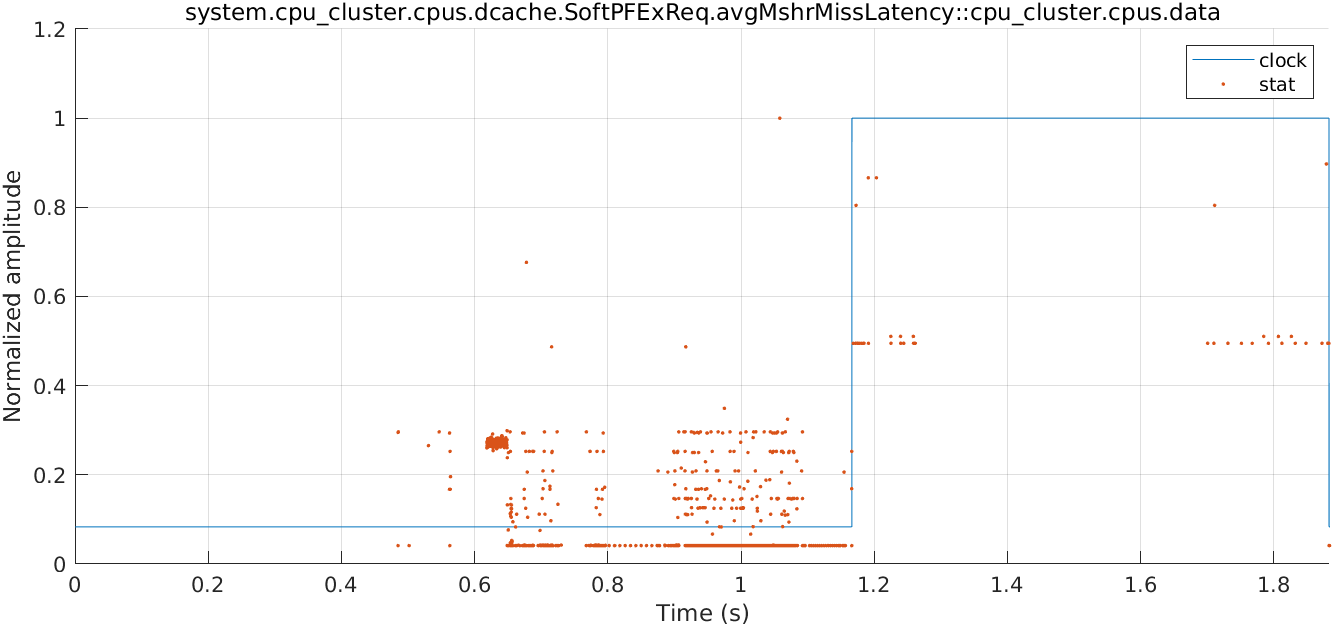 system.cpu_cluster.cpus.dcache.SoftPFExReq.avgMshrMissLatency::cpu_cluster.cpus.data
1.2
1
0.8
0.6
0.4
0.2
0
Normalized amplitude
clock
stat
0 0.2 0.4 0.6 0.8 1 1.2 1.4 1.6 1.8
Time (s)